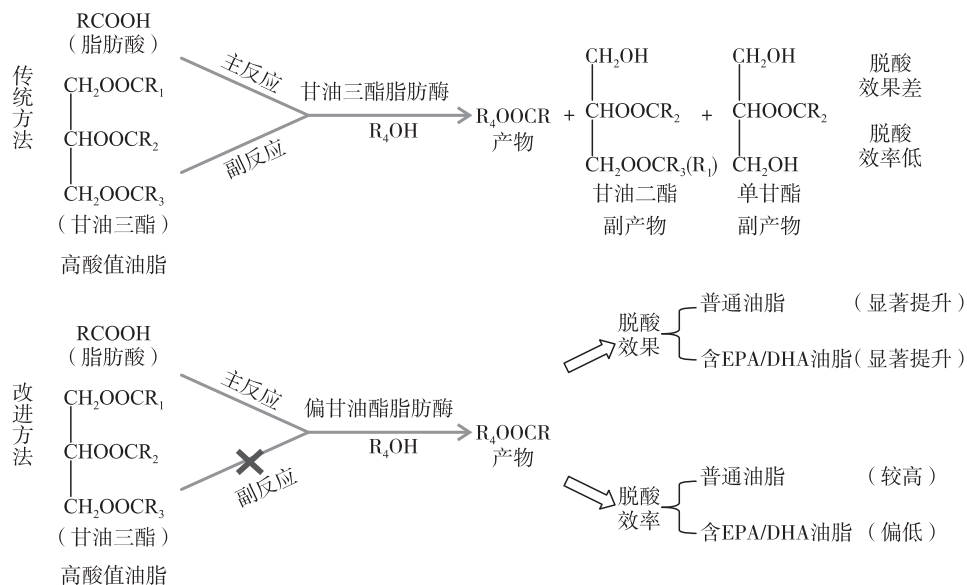 传统方法
RCOOH
（脂肪酸）
CH₂OOCR₁
CHOOCR₂
CH₂OOCR₃
（甘油三酯）
高酸值油脂
主反应
副反应
甘油三酯脂肪酶
R₄OH
R₄OOCR
产物
+
CH₂OH
CHOOCR₂
CH₂OOCR₃(R₁)
甘油二酯
副产物
+
CH₂OH
CHOOCR₂
CH₂OH
单甘酯
副产物
脱酸
效果差
脱酸
效率低
改进方法
RCOOH
（脂肪酸）
CH₂OOCR₁
CHOOCR₂
CH₂OOCR₃
（甘油三酯）
高酸值油脂
主反应
副反应
偏甘油酯脂肪酶
R₄OH
R₄OOCR
产物
脱酸
效果
普通油脂 （显著提升）
含EPA/DHA油脂（显著提升）
脱酸
效率
普通油脂 （较高）
含EPA/DHA油脂（偏低）